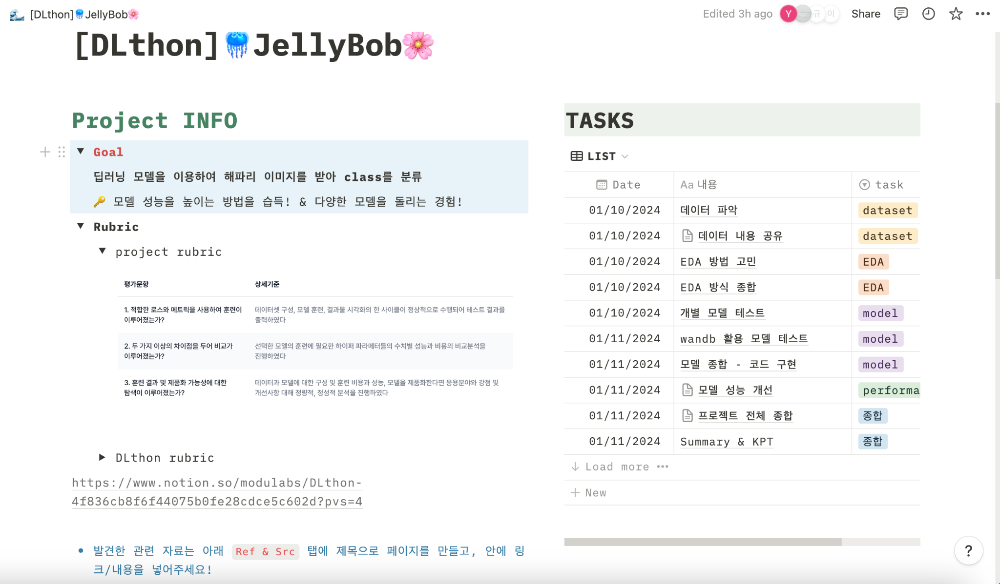 [DLthon]🪼JellyBob🌸
Edited 3h ago
Y
규
이
Share
[DLthon]🪼JellyBob🌸
Project INFO
Goal
딥러닝 모델을 이용하여 해파리 이미지를 받아 class를 분류
🔑 모델 성능을 높이는 방법을 습득! & 다양한 모델을 돌리는 경험!
Rubric
project rubric
평가문항 상세기준
1. 적합한 로스와 메트릭을 사용하여 훈련이
이루어졌는가?
데이터셋 구성, 모델 훈련, 결과물 시각화의 한 사이클이 정상적으로 수행되어 테스트 결과를
출력하였다
2. 두 가지 이상의 차이점을 두어 비교가
이루어졌는가?
선택한 모델의 훈련에 필요한 하이퍼 파라메터들의 수치별 성능과 비용의 비교분석을
진행하였다
3. 훈련 결과 및 제품화 가능성에 대한
탐색이 이루어졌는가?
데이터과 모델에 대한 구성 및 훈련 비용과 성능, 모델을 제품화한다면 응용분야와 강점 및
개선사항 대해 정량적, 정성적 분석을 진행하였다
DLthon rubric
https://www.notion.so/modulabs/DLthon-
4f836cb8f6f44075b0fe28cdce5c602d?pvs=4
• 발견한 관련 자료는 아래 Ref & Src 탭에 제목으로 페이지를 만들고, 안에 링
크/내용을 넣어주세요!
TASKS
LIST
Date Aa 내용 task
01/10/2024 데이터 파악 dataset
01/10/2024 데이터 내용 공유 dataset
01/10/2024 EDA 방법 고민 EDA
01/10/2024 EDA 방식 종합 EDA
01/10/2024 개별 모델 테스트 model
01/11/2024 wandb 활용 모델 테스트 model
01/11/2024 모델 종합 - 코드 구현 model
01/11/2024 모델 성능 개선 performa
01/11/2024 프로젝트 전체 종합 종합
01/11/2024 Summary & KPT 종합
Load more •••
+ New
?